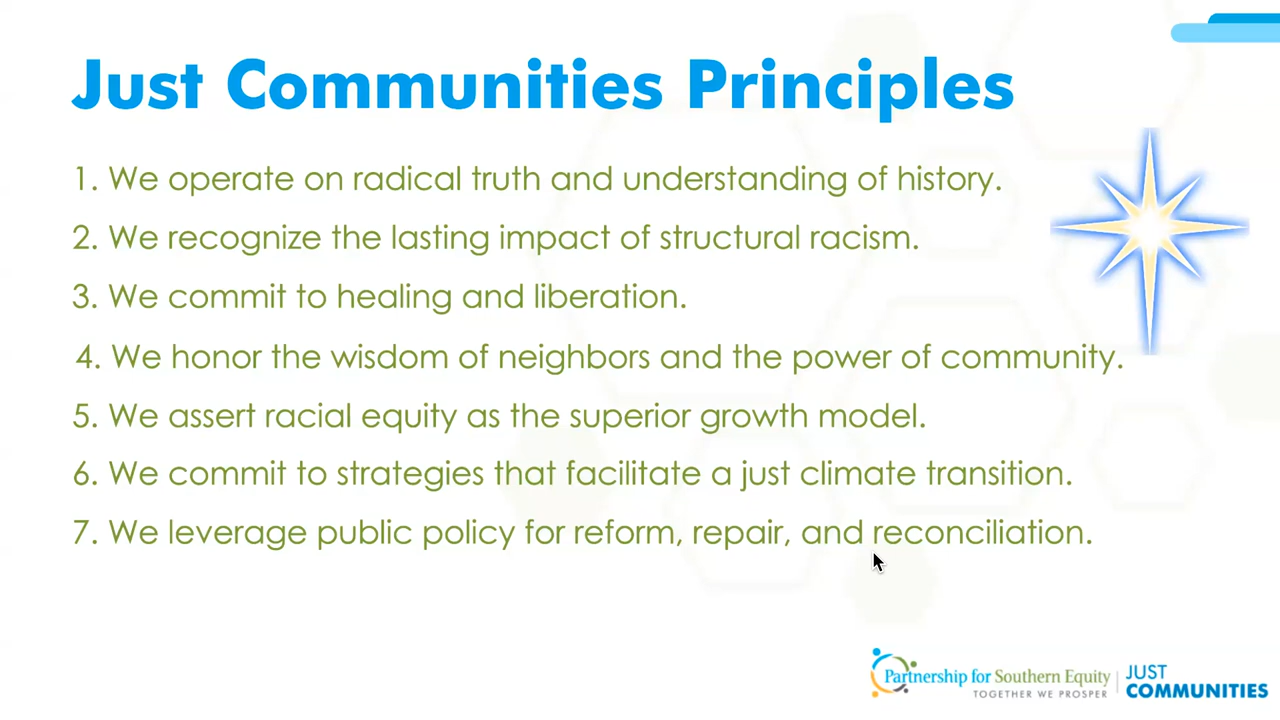 Just Communities Principles
1. We operate on radical truth and understanding of history.
2. We recognize the lasting impact of structural racism.
3. We commit to healing and liberation.
4. We honor the wisdom of neighbors and the power of community.
5. We assert racial equity as the superior growth model.
6. We commit to strategies that facilitate a just climate transition.
7. We leverage public policy for reform, repair, and reconciliation.
Partnership for Southern Equity
TOGETHER WE PROSPER
JUST
COMMUNITIES